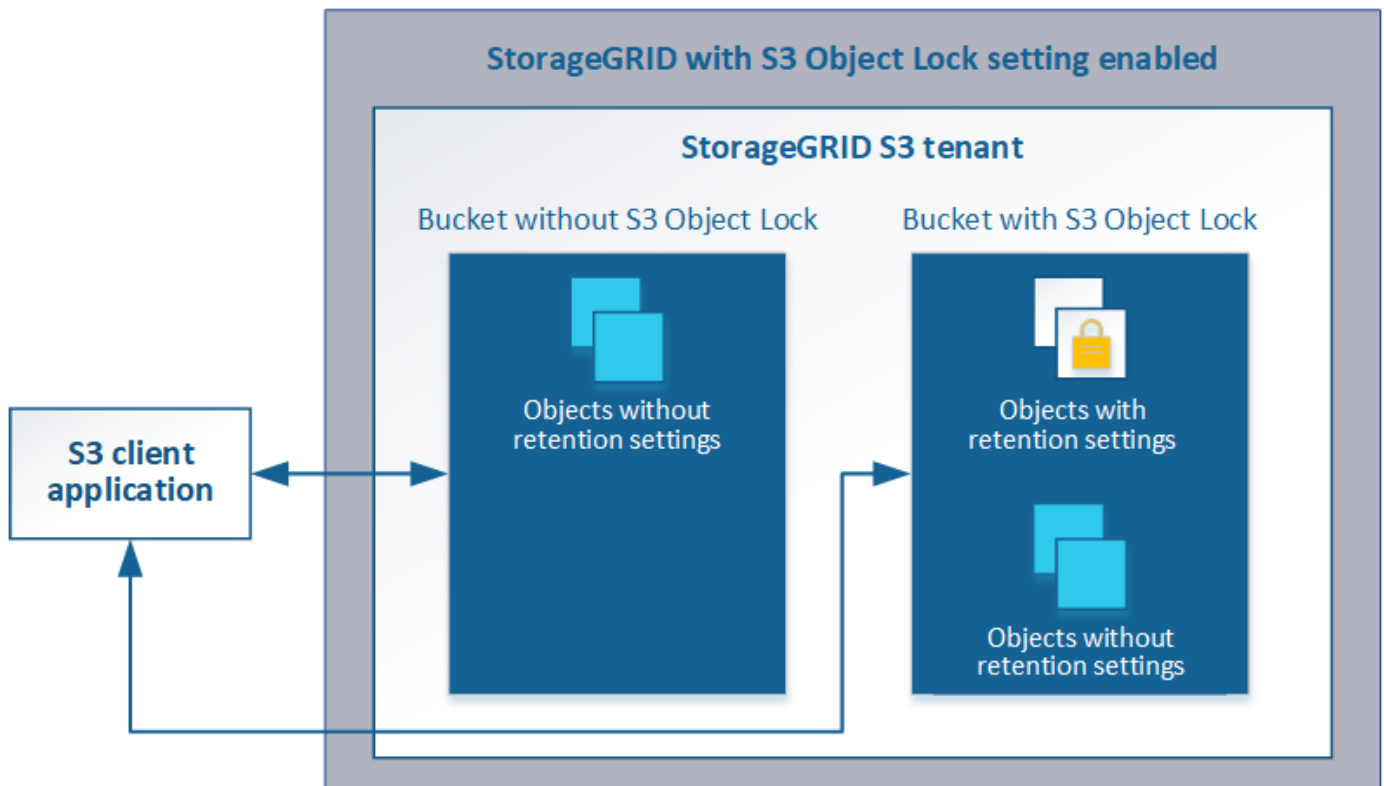 StorageGRID with S3 Object Lock setting enabled
StorageGRID S3 tenant
Bucket without S3 Object Lock
Bucket with S3 Object Lock
Objects without
retention settings
Objects with
retention settings
S3 client
application
Objects without
retention settings